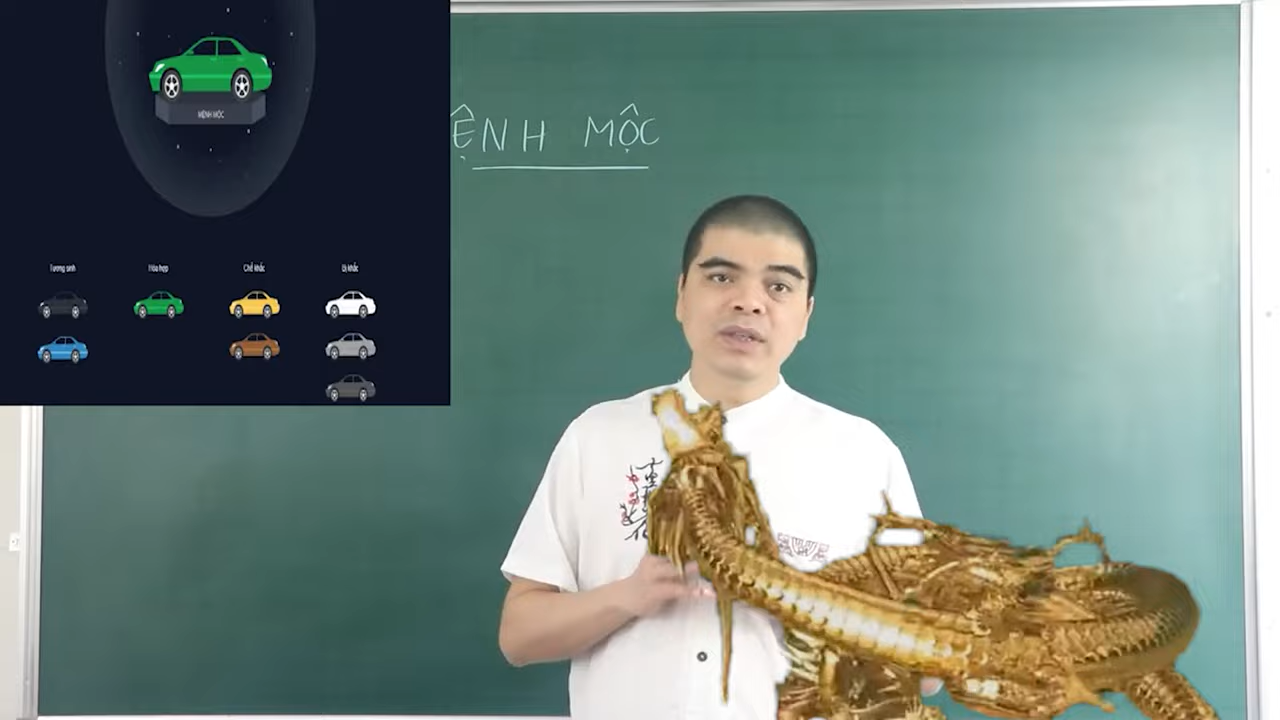 MỆNH MỘC
ỆNH MỘC
Tương sinh
Hòa hợp
Chế khắc
Bị khắc